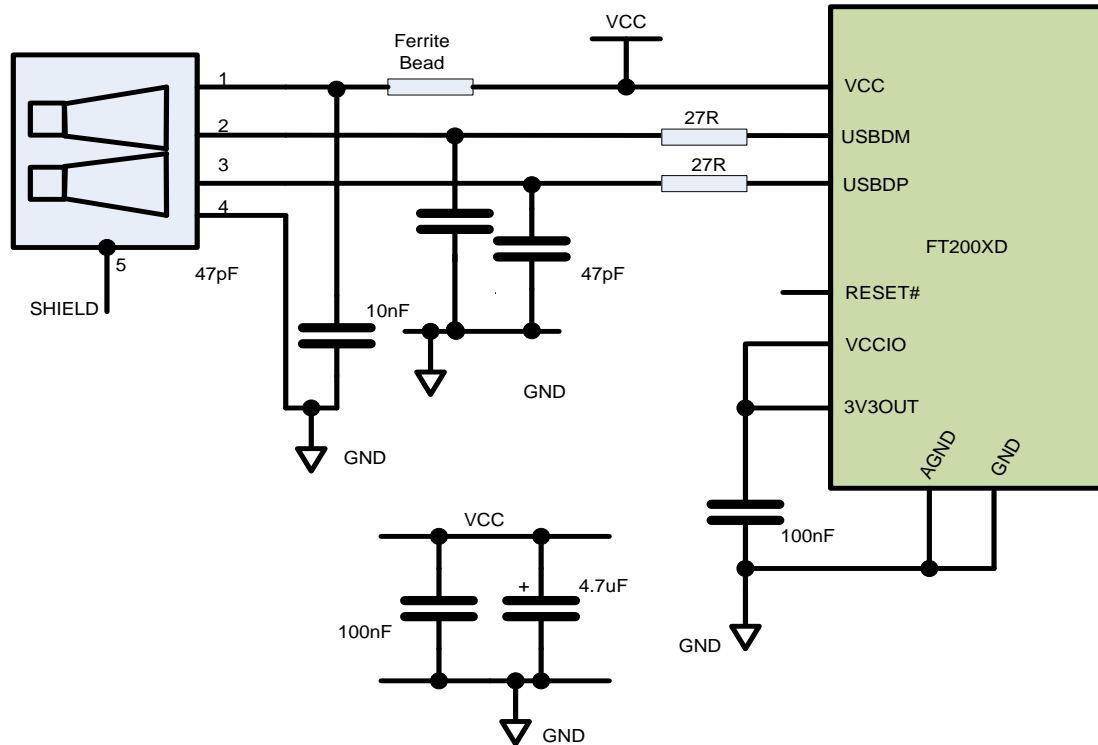 VCC
Ferrite
Bead
1
VCC
27R
2
USBDM
27R
3
USBDP
4
FT200XD
5
47pF
47pF
SHIELD
RESET#
10nF
VCCIO
GND
3V3OUT
GND
AGND
GND
VCC
100nF
+
4.7uF
100nF
GND
GND